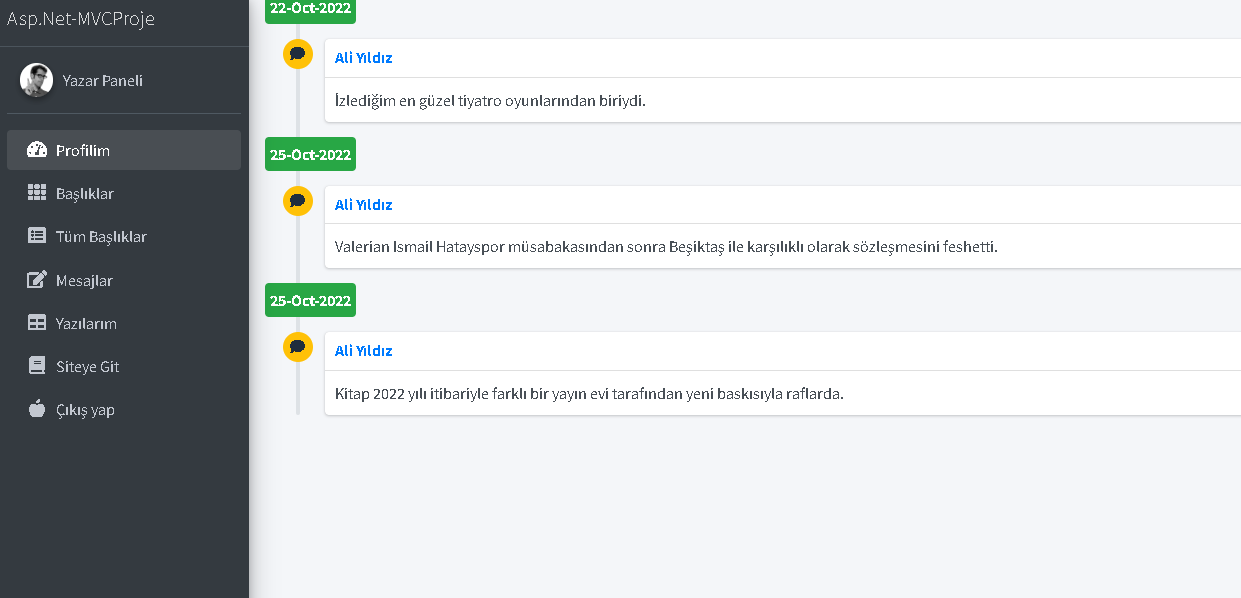 Asp.Net-MVCProje
Yazar Paneli
Profilim
Başlıklar
Tüm Başlıklar
Mesajlar
Yazılarım
Siteye Git
Çıkış yap
22-Oct-2022
Ali Yıldız
İzlediğim en güzel tiyatro oyunlarından biriydi.
25-Oct-2022
Ali Yıldız
Valerian Ismail Hatayspor müsabakasından sonra Beşiktaş ile karşılıklı olarak sözleşmesini feshetti.
25-Oct-2022
Ali Yıldız
Kitap 2022 yılı itibariyle farklı bir yayın evi tarafından yeni baskısıyla raflarda.